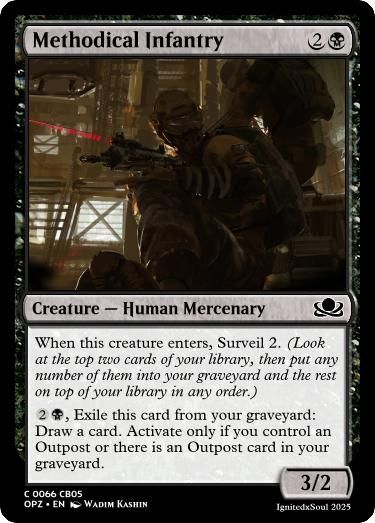 Methodical Infantry 2
Creature — Human Mercenary
When this creature enters, Surveil 2. (Look
at the top two cards of your library, then put any
number of them into your graveyard and the rest
on top of your library in any order.)
2, Exile this card from your graveyard:
Draw a card. Activate only if you control an
Outpost or there is an Outpost card in your
graveyard.
3/2
C 0066 CB05
OPZ • EN Wadim Kashin
IgnitedxSoul 2025